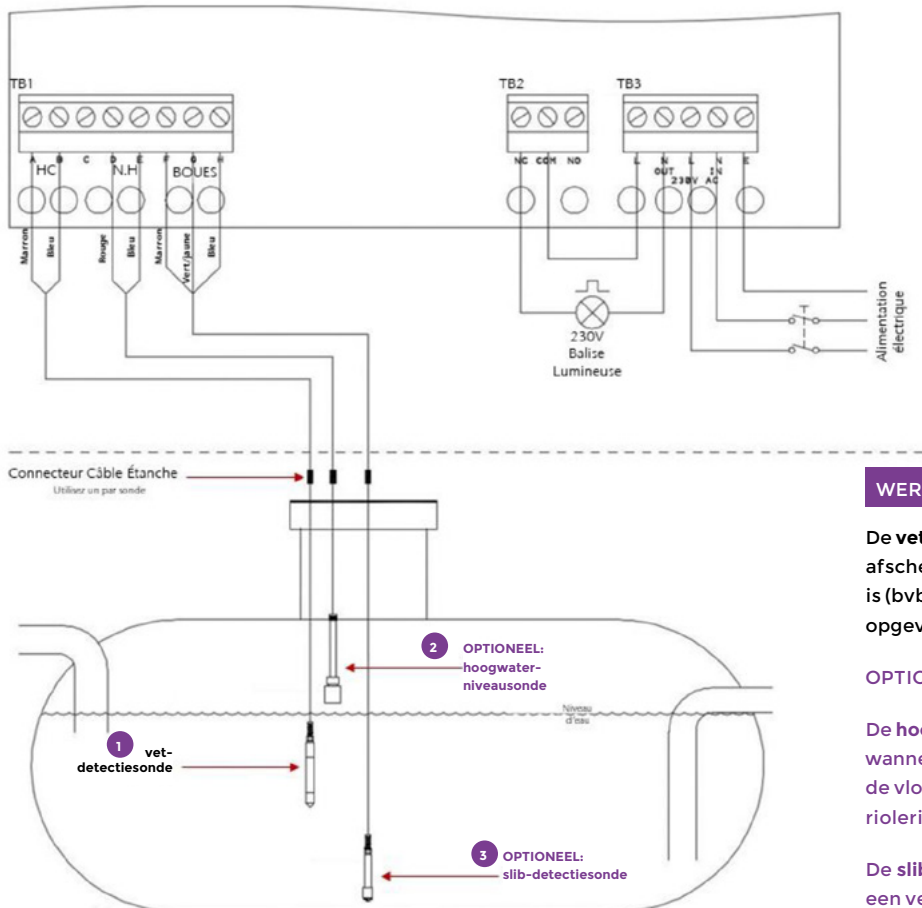 TB1
TB2
TB3
A B C D E F G H
HC N.H BOUES
NC COM NO
L N L N E
OUT IN
230V AC
Marron
Bleu
Rouge
Bleu
Marron
Vert/jaune
Bleu
230V
Balise
Lumineuse
Alimentation
électrique
Connecteur Câble Étanche
Utilisez un par sonde
2 OPTIONEEL:
hoogwater-
niveausonde
Niveau
d'eau
1 vet-
detectiesonde
3 OPTIONEEL:
slib-detectiesonde
WER
De vet
afsche
is (bvb
opgev
OPTIO
De hoo
wanne
de vlo
rioleri
De slib
een ve